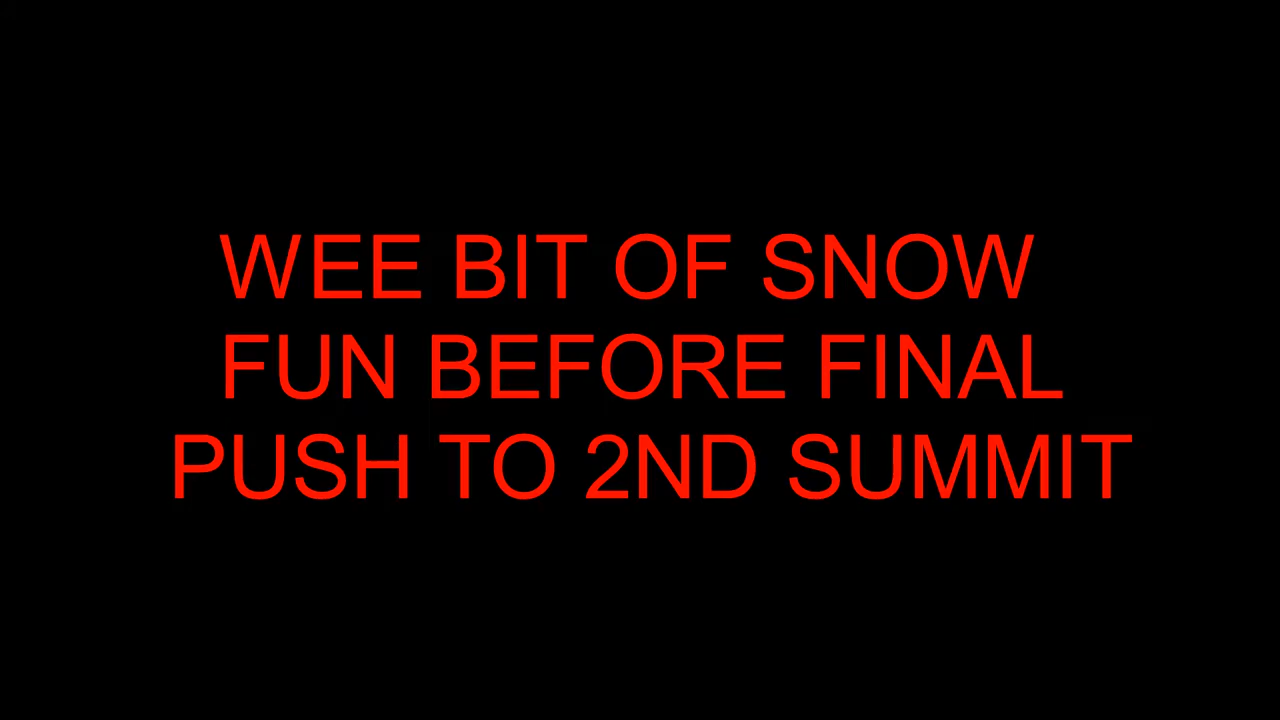 WEE BIT OF SNOW
FUN BEFORE FINAL
PUSH TO 2ND SUMMIT